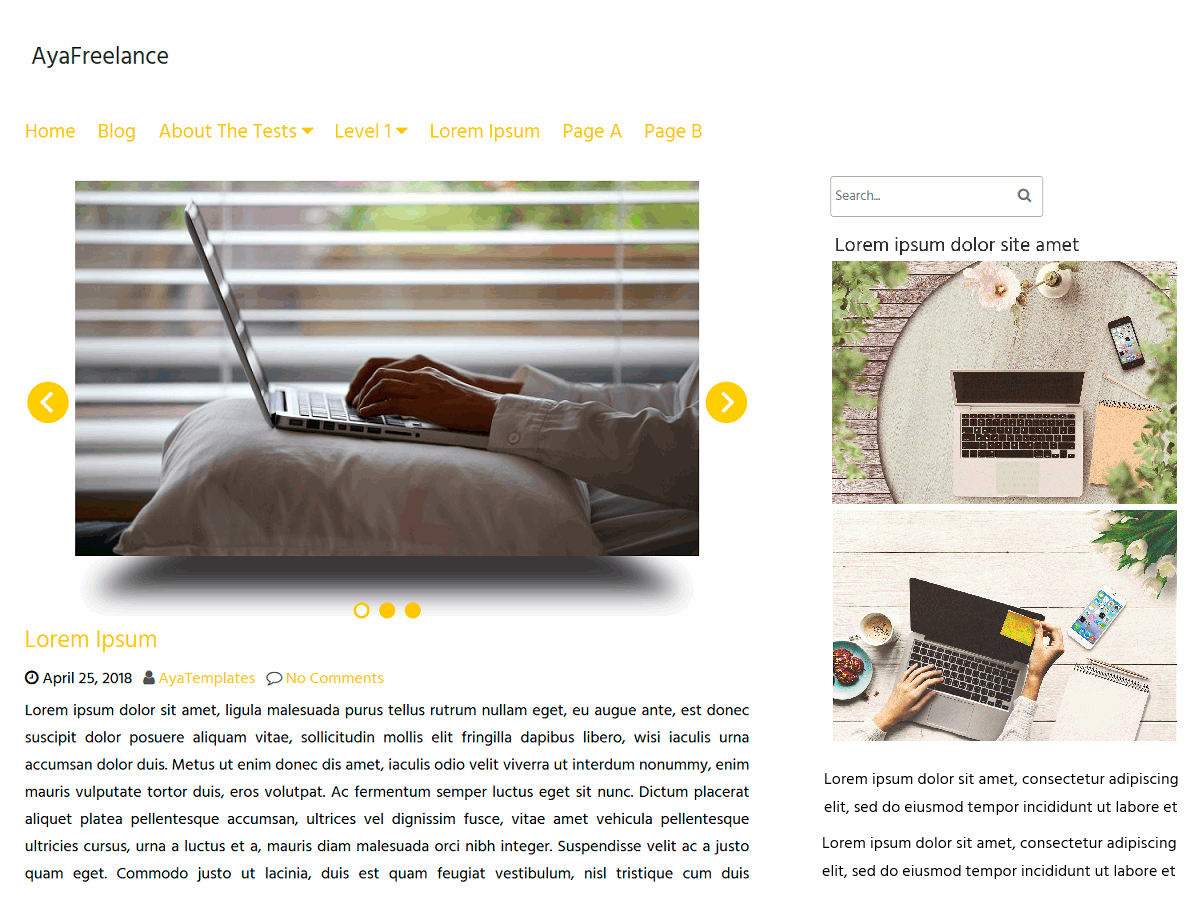 AyaFreelance
Home Blog About The Tests Level 1 Lorem Ipsum Page A Page B
Search...
Lorem ipsum dolor site amet
Lorem Ipsum
April 25, 2018 AyaTemplates No Comments
Lorem ipsum dolor sit amet, ligula malesuada purus tellus rutrum nullam eget, eu augue ante, est donec
suscipit dolor posuere aliquam vitae, sollicitudin mollis elit fringilla dapibus libero, wisi iaculis urna
accumsan dolor duis. Metus ut enim donec dis amet, iaculis odio velit viverra ut interdum nonummy, enim
mauris vulputate tortor duis, eros volutpat. Ac fermentum semper luctus eget sit nunc. Dictum placerat
aliquet platea pellentesque accumsan, ultrices vel dignissim fusce, vitae amet vehicula pellentesque
ultricies cursus, urna a luctus et a, mauris diam malesuada orci nibh integer. Suspendisse velit ac a justo
quam eget. Commodo justo ut lacinia, duis est quam feugiat vestibulum, nisl tristique cum duis
Lorem ipsum dolor sit amet, consectetur adipiscing
elit, sed do eiusmod tempor incididunt ut labore et
Lorem ipsum dolor sit amet, consectetur adipiscing
elit, sed do eiusmod tempor incididunt ut labore et